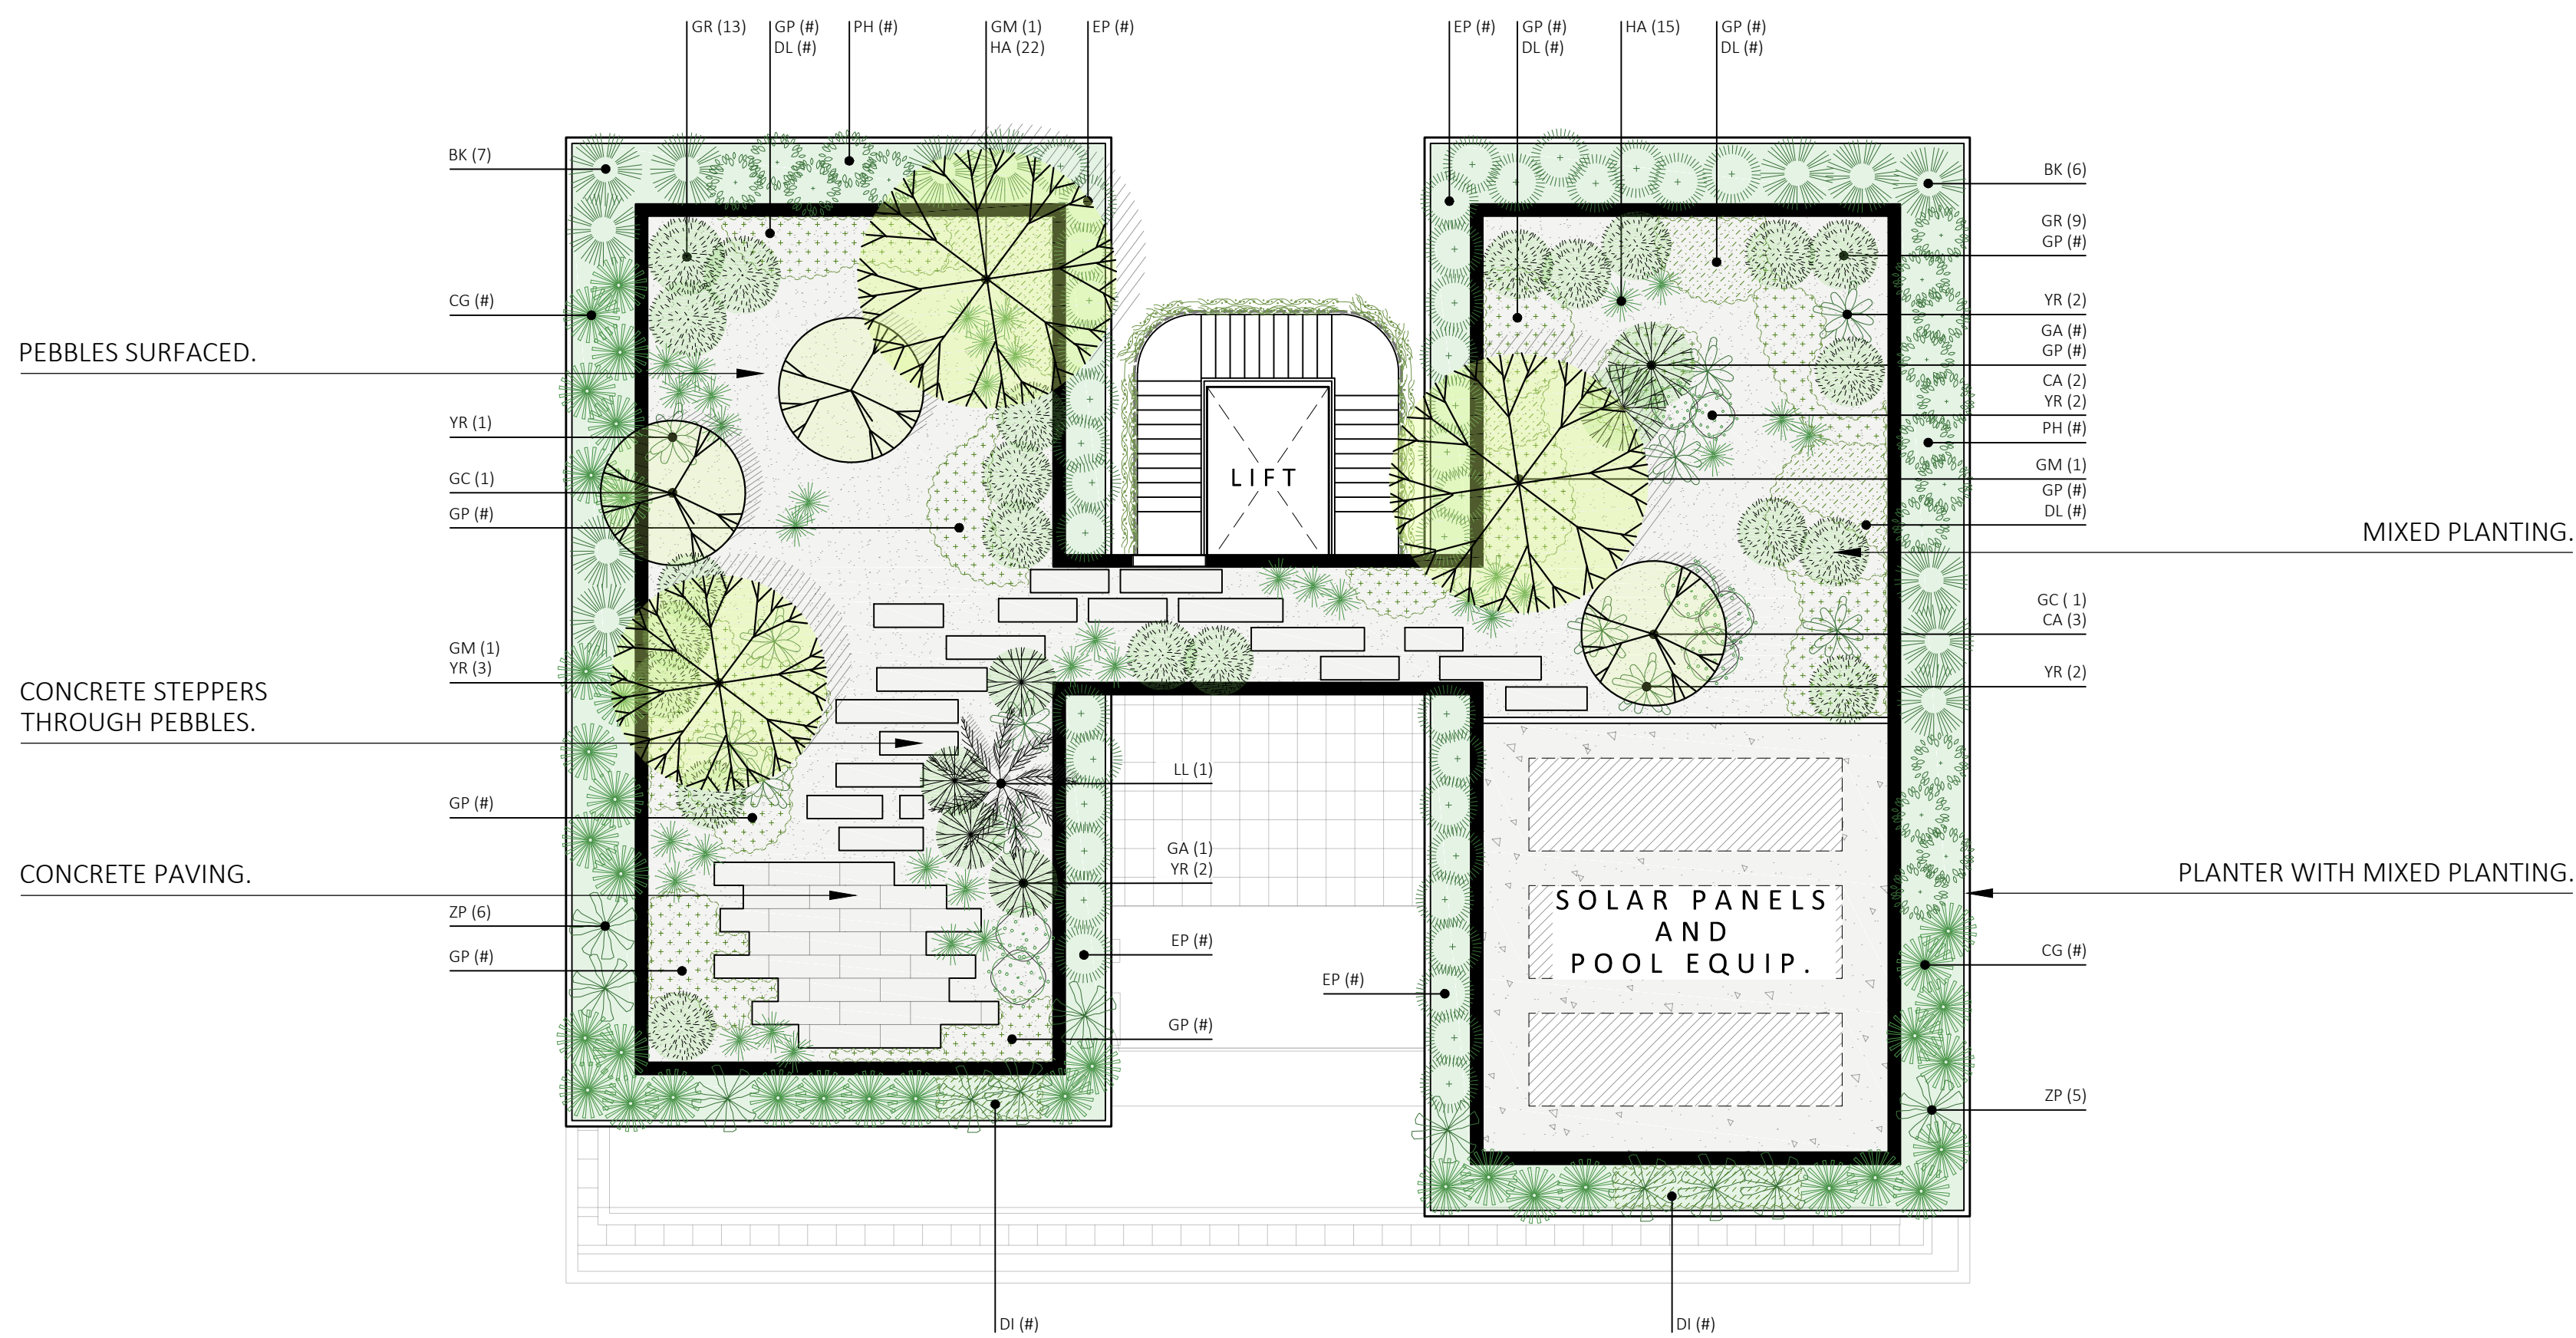 GR (13)
GP (#)
DL (#)
PH (#)
GM (1)
HA (22)
EP (#)
EP (#)
GP (#)
DL (#)
HA (15)
GP (#)
DL (#)
BK (7)
CG (#)
PEBBLES SURFACED.
YR (1)
GC (1)
GP (#)
GM (1)
YR (3)
CONCRETE STEPPERS
THROUGH PEBBLES.
GP (#)
CONCRETE PAVING.
ZP (6)
GP (#)
LIFT
LL (1)
GA (1)
YR (2)
EP (#)
GP (#)
EP (#)
SOLAR PANELS
AND
POOL EQUIP.
BK (6)
GR (9)
GP (#)
YR (2)
GA (#)
GP (#)
CA (2)
YR (2)
PH (#)
GM (1)
GP (#)
DL (#)
MIXED PLANTING.
GC ( 1)
CA (3)
YR (2)
PLANTER WITH MIXED PLANTING.
CG (#)
ZP (5)
DI (#)
DI (#)